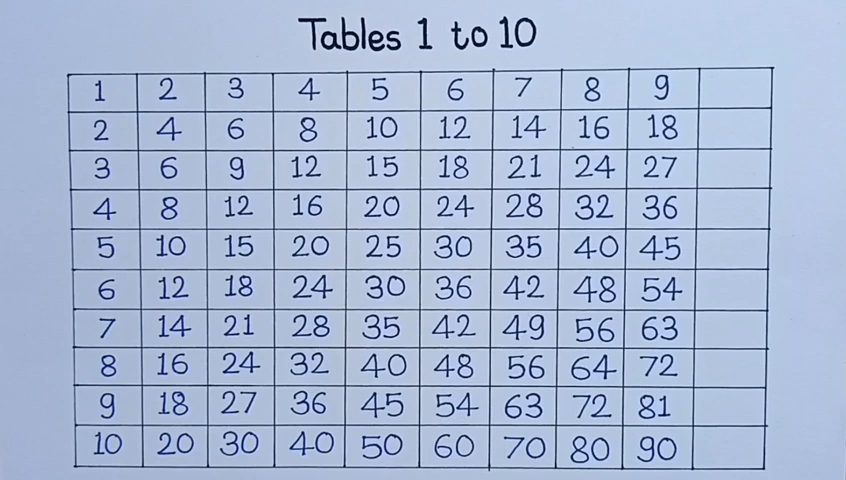 Tables 1 to 10
1 2 3 4 5 6 7 8 9
2 4 6 8 10 12 14 16 18
3 6 9 12 15 18 21 24 27
4 8 12 16 20 24 28 32 36
5 10 15 20 25 30 35 40 45
6 12 18 24 30 36 42 48 54
7 14 21 28 35 42 49 56 63
8 16 24 32 40 48 56 64 72
9 18 27 36 45 54 63 72 81
10 20 30 40 50 60 70 80 90